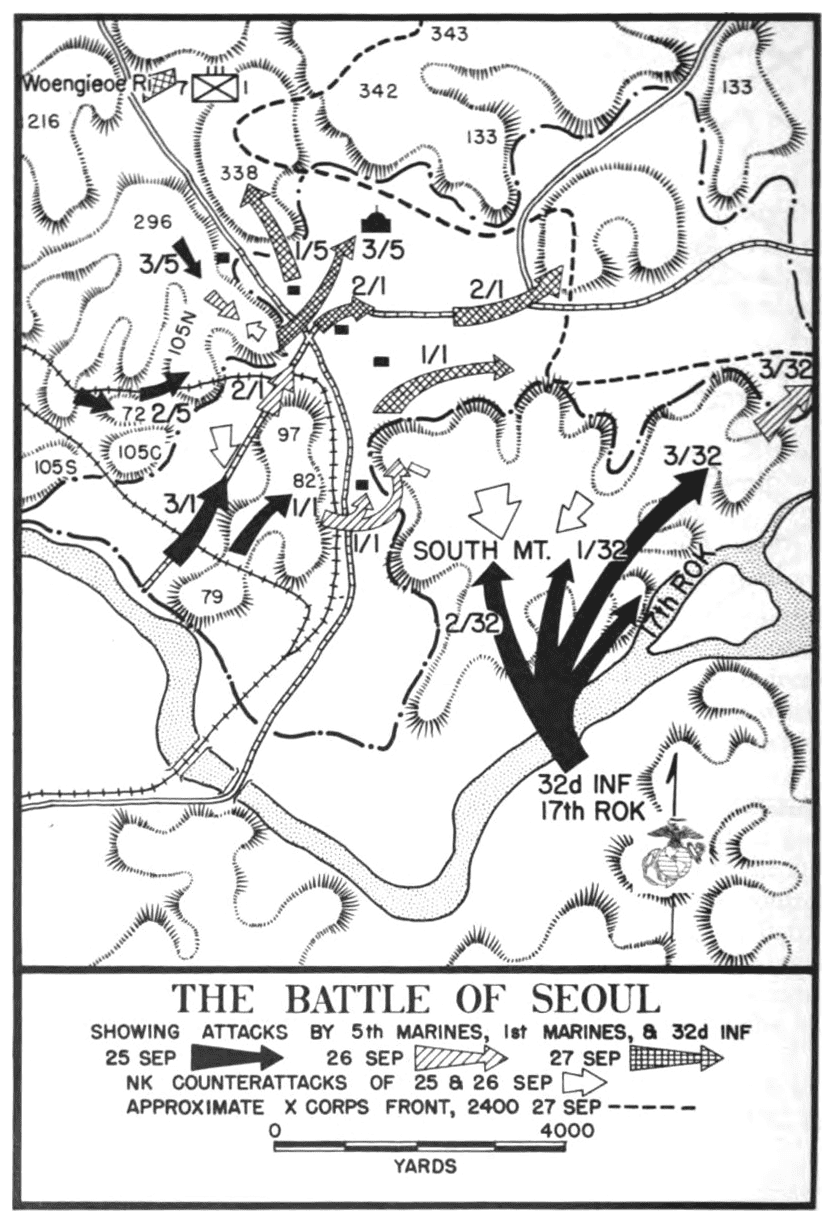 343
Woengieoe Ri
7
1
342
133
216
133
338
296
1/5
3/5
3/5
2/1
2/1
105N
1/1
3/32
2/1
72
2/5
97
105C
105S
82
3/32
3/1
1/1
1/1
SOUTH MT.
1/32
79
2/32
17th ROK
32d INF
17th ROK
THE BATTLE OF SEOUL
SHOWING ATTACKS BY 5th MARINES, 1st MARINES, & 32d INF
25 SEP 26 SEP 27 SEP
NK COUNTERATTACKS OF 25 & 26 SEP
APPROXIMATE X CORPS FRONT, 2400 27 SEP
0 4000
YARDS